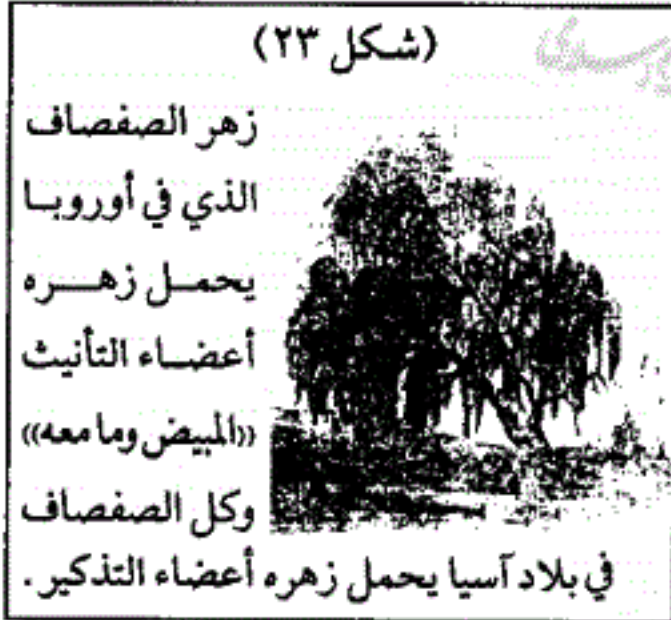 (شكل ٢٣)
زهر الصفصاف
الذي في أوروبا
يحمل زهره
أعضاء التأنيث
«المبيض وما معه»
وكل الصفصاف
في بلاد آسيا يحمل زهره أعضاء التذكير.